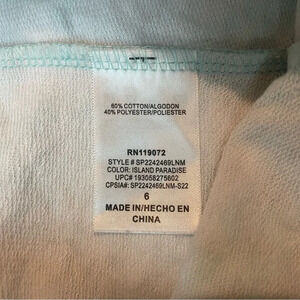 60% COTTON/ALGODON
40% POLYESTER/POLIESTER
RN119072
STYLE # SP2242469LNM
COLOR: ISLAND PARADISE
UPC# 193058275602
CPSIA#: SP2242469LNM-S22
6
MADE IN/HECHO EN
CHINA